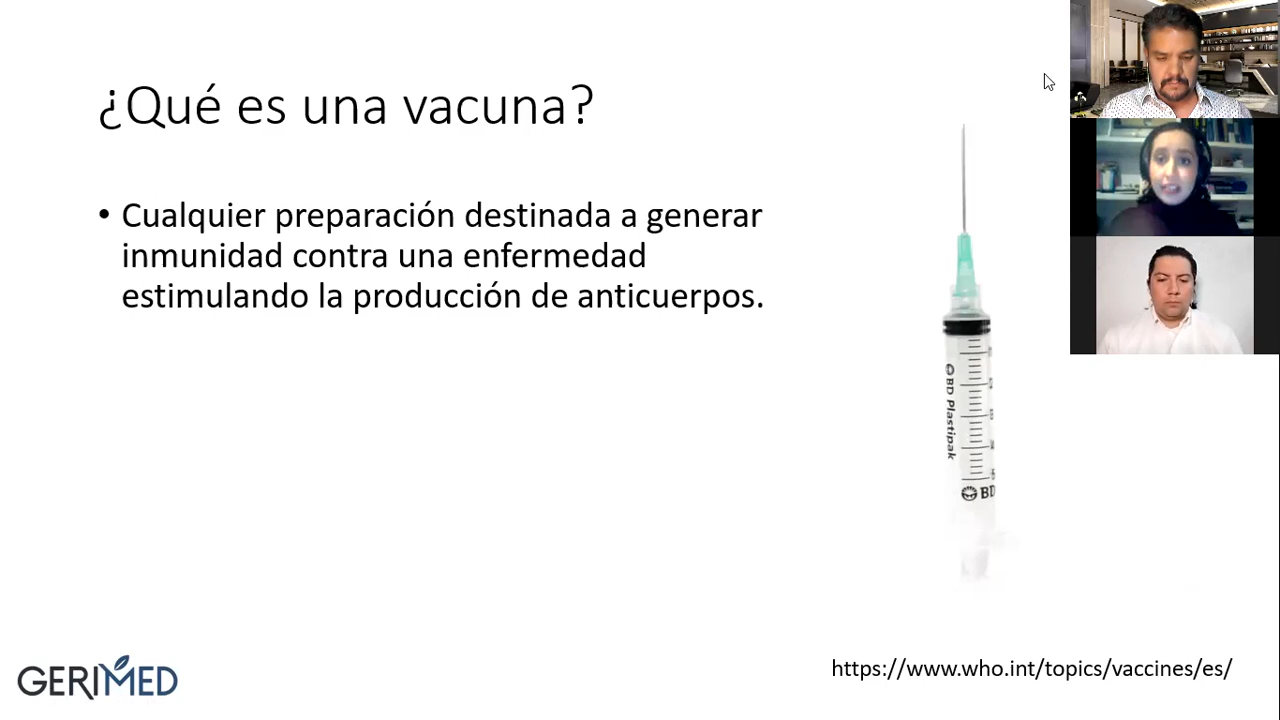 ¿Qué es una vacuna?
• Cualquier preparación destinada a generar
inmunidad contra una enfermedad
estimulando la producción de anticuerpos.
BD Plastipak
BD
GERIMED
https://www.who.int/topics/vaccines/es/